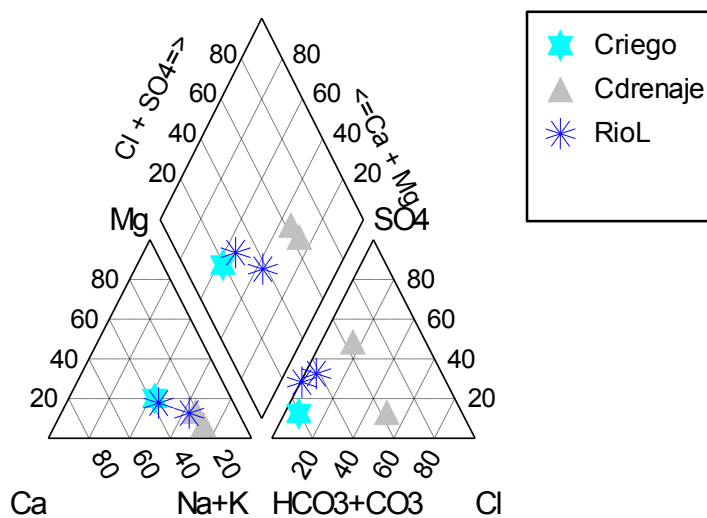 80 80
60 60
40 40
20 20
Cl + SO4=>
<=Ca + Mg
Mg SO4
80 80
60 60
40 40
20 20
80 60 40 20
20 40 60 80
Ca Na+K HCO3+CO3 Cl
Criego
Cdrenaje
RioL